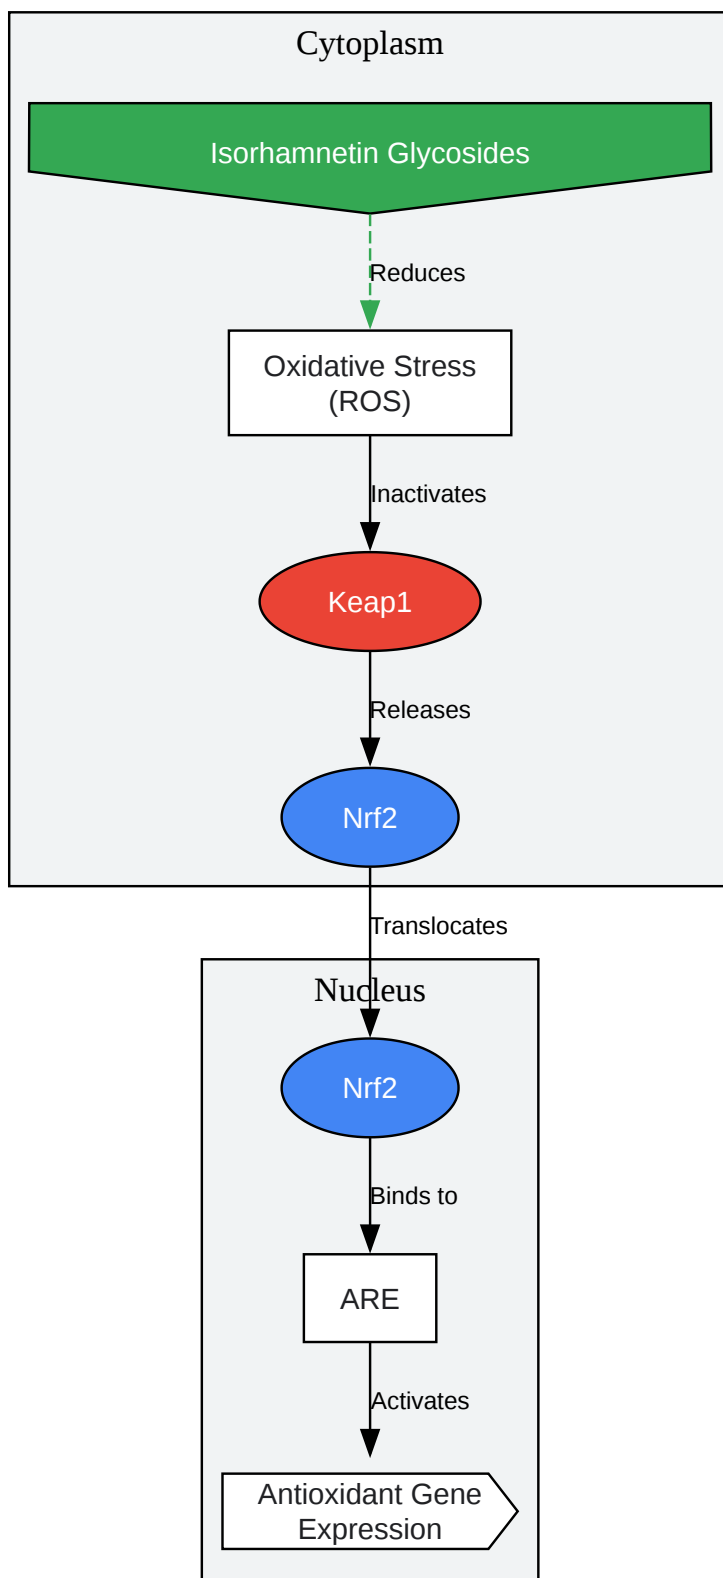 Cytoplasm
Isorhamnetin Glycosides
Reduces
Oxidative Stress
(ROS)
Inactivates
Keap1
Releases
Nrf2
Translocates
Nucleus
Nrf2
Binds to
ARE
Activates
Antioxidant Gene
Expression